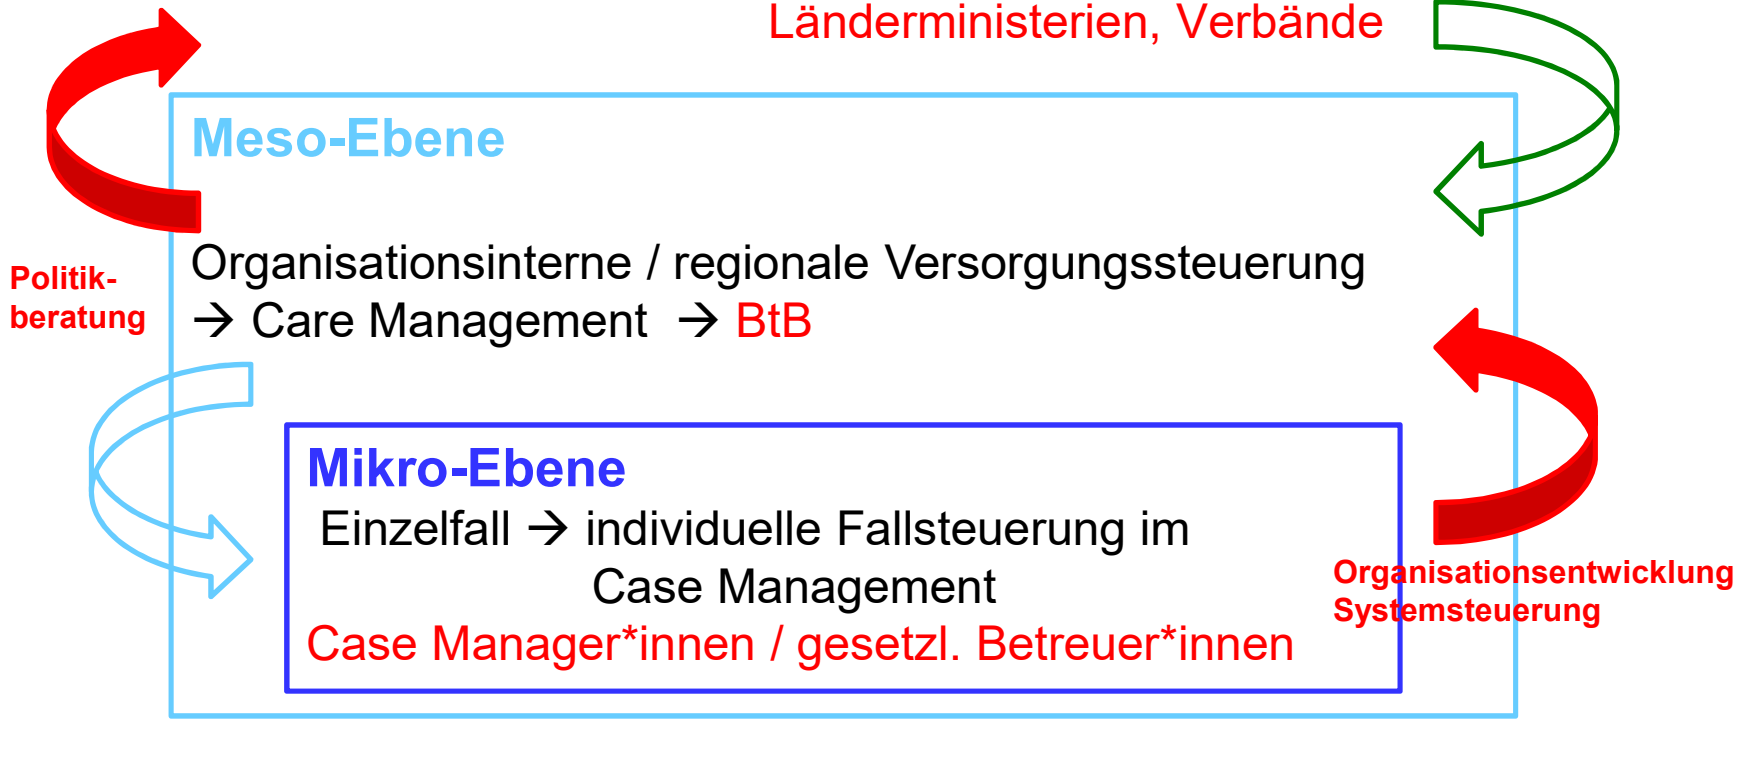 Länderministerien, Verbände
Meso-Ebene
Organisationsinterne / regionale Versorgungssteuerung
→ Care Management → BtB
Politik-
beratung
Mikro-Ebene
Einzelfall → individuelle Fallsteuerung im
Case Management
Case Manager*innen / gesetzl. Betreuer*innen
Organisationsentwicklung
Systemsteuerung